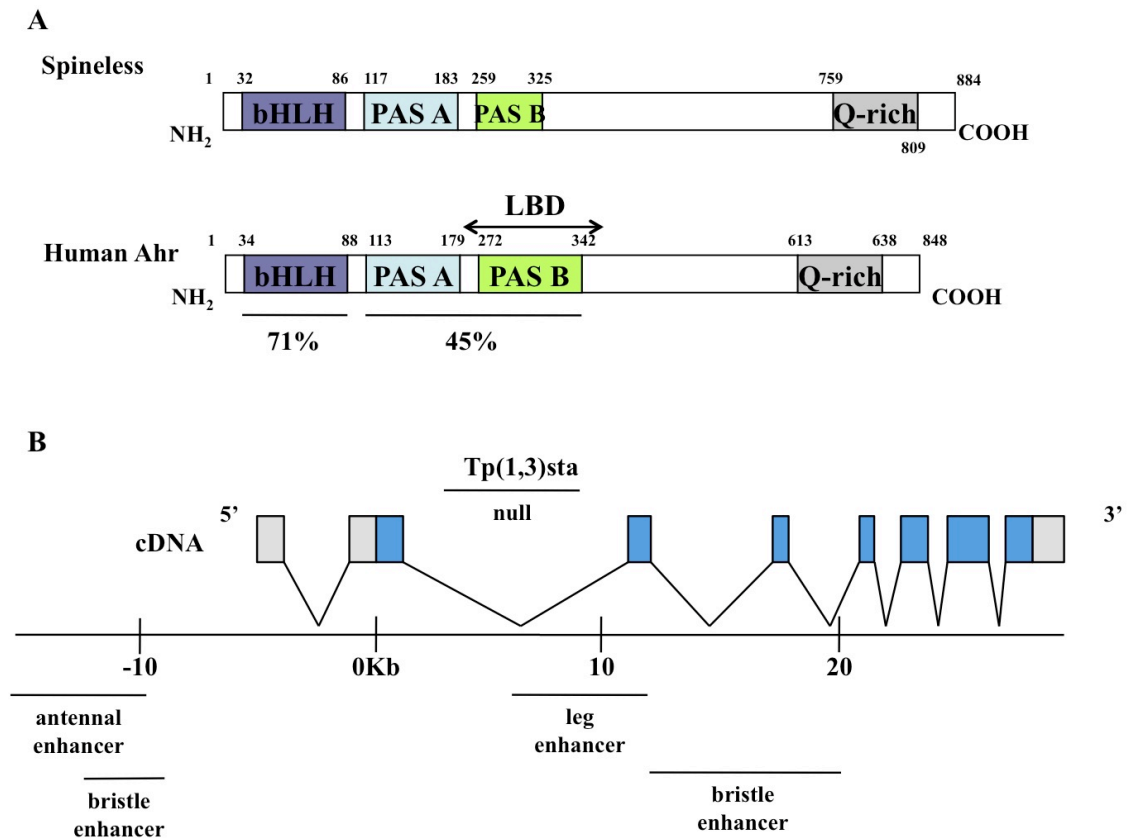 A
Spineless
1 32 86 117 183 259 325 759 884
bHLH PAS A PAS B Q-rich
NH2 COOH
809
LBD
Human Ahr
1 34 88 113 179 272 342 613 638 848
bHLH PAS A PAS B Q-rich
NH2 COOH
71% 45%
B
Tp(1,3)sta
null
5’ 3’
cDNA
-10 0Kb 10 20
antennal
enhancer
leg
enhancer
bristle
enhancer
bristle
enhancer